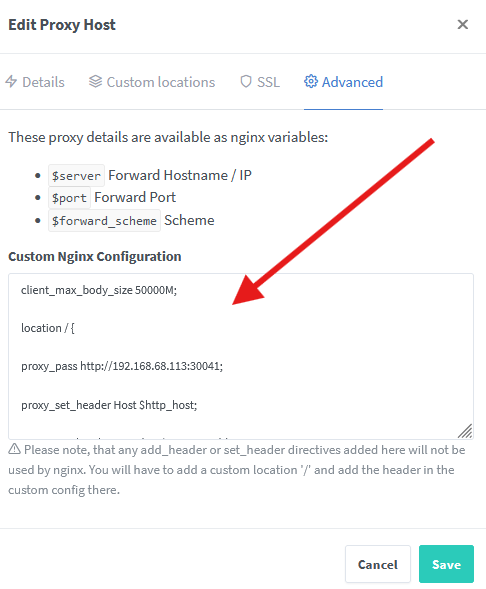 Edit Proxy Host
Details
Custom locations
SSL
Advanced
These proxy details are available as nginx variables:
$server Forward Hostname / IP
$port Forward Port
$forward_scheme Scheme
Custom Nginx Configuration
client_max_body_size 50000M;
location / {
proxy_pass http://192.168.68.113:30041;
proxy_set_header Host $http_host;
Please note, that any add_header or set_header directives added here will not be
used by nginx. You will have to add a custom location '/' and add the header in the
custom config there.
Cancel
Save